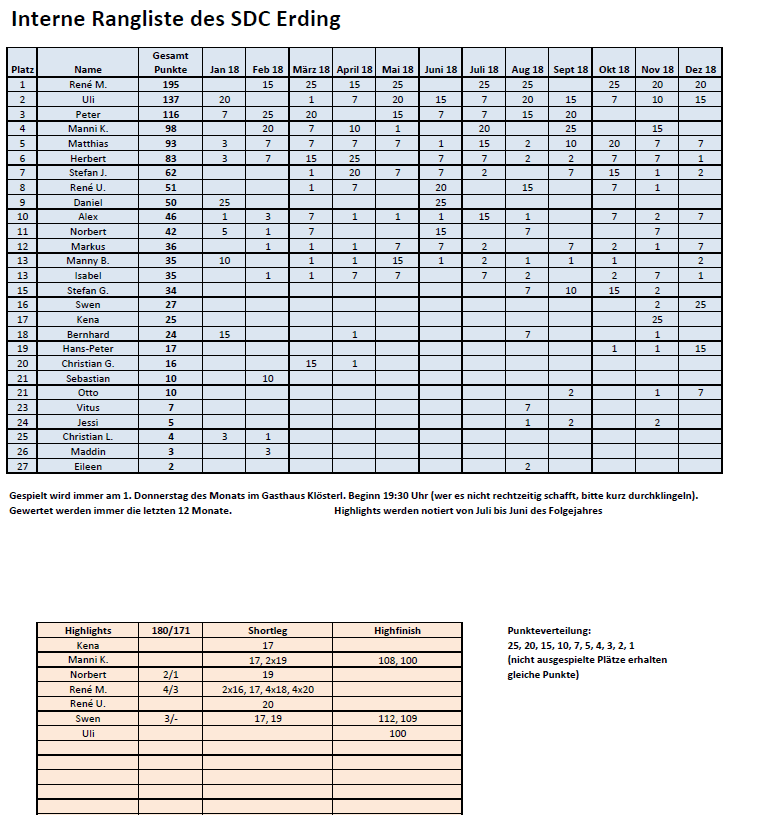 Interne Rangliste des SDC Erding
Gesamt
Platz Name Punkte Jan 18 Feb 18 März 18 April 18 Mai 18 Juni 18 Juli 18 Aug 18 Sept 18 Okt 18 Nov 18 Dez 18
1 René M. 195 15 25 15 25 25 25 25 20 20
2 Uli 137 20 1 7 20 15 7 20 15 7 10 15
3 Peter 116 7 25 20 15 7 7 15 20
4 Manni K. 98 20 7 10 1 20 25 15
5 Matthias 93 3 7 7 7 7 1 15 2 10 20 7 7
6 Herbert 83 3 7 15 25 7 7 2 2 7 7 1
7 Stefan J. 62 1 20 7 7 2 7 15 1 2
8 René U. 51 1 7 20 15 7 1
9 Daniel 50 25 25
10 Alex 46 1 3 7 1 1 1 15 1 7 2 7
11 Norbert 42 5 1 7 15 7 7
12 Markus 36 1 1 1 7 7 2 7 2 1 7
13 Manny B. 35 10 1 1 15 1 2 1 1 1 2
13 Isabel 35 1 1 7 7 7 2 2 7 1
15 Stefan G. 34 7 10 15 2
16 Swen 27 2 25
17 Kena 25 25
18 Bernhard 24 15 1 7 1
19 Hans-Peter 17 1 1 15
20 Christian G. 16 15 1
21 Sebastian 10 10
21 Otto 10 2 1 7
23 Vitus 7 7
24 Jessi 5 1 2 2
25 Christian L. 4 3 1
26 Maddin 3 3
27 Eileen 2 2
Gespielt wird immer am 1. Donnerstag des Monats im Gasthaus Klösterl. Beginn 19:30 Uhr (wer es nicht rechtzeitig schafft, bitte kurz durchklingeln).
Gewertet werden immer die letzten 12 Monate. Highlights werden notiert von Juli bis Juni des Folgejahres
Highlights 180/171 Shortleg Highfinish
Kena 17
Manni K. 17, 2x19 108, 100
Norbert 2/1 19
René M. 4/3 2x16, 17, 4x18, 4x20
René U. 20
Swen 3/- 17, 19 112, 109
Uli 100
Punkteverteilung:
25, 20, 15, 10, 7, 5, 4, 3, 2, 1
(nicht ausgespielte Plätze erhalten
gleiche Punkte)